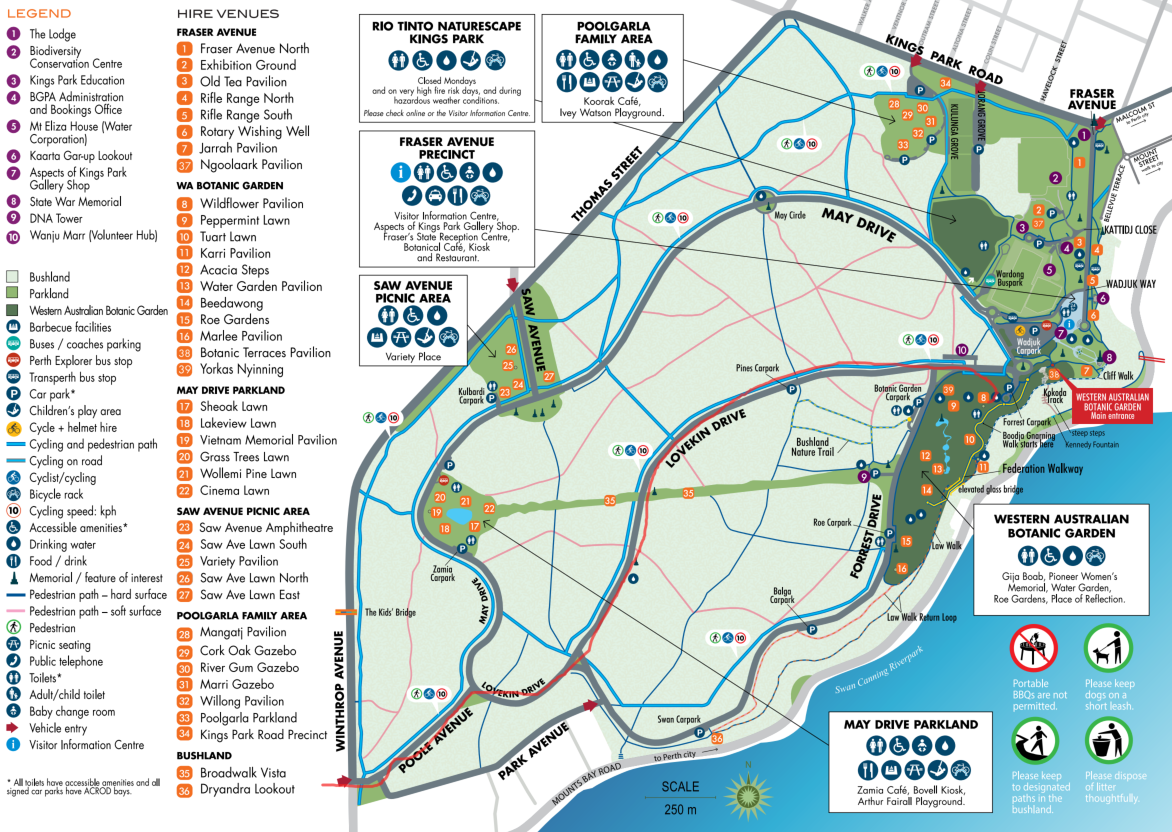 LEGEND
1 The Lodge
2 Biodiversity
Conservation Centre
3 Kings Park Education
4 BGPA Administration
and Bookings Office
5 Mt Eliza House (Water
Corporation)
6 Kaarta Gar-up Lookout
7 Aspects of Kings Park
Gallery Shop
8 State War Memorial
9 DNA Tower
10 Wanju Marr (Volunteer Hub)
Bushland
Parkland
Western Australian Botanic Garden
Barbecue facilities
Buses / coaches parking
Perth Explorer bus stop
Transperth bus stop
P Car park*
Children's play area
Cycle + helmet hire
Cycling and pedestrian path
Cycling on road
Cyclist/cycling
Bicycle rack
10 Cycling speed: kph
Accessible amenities*
Drinking water
Food / drink
Memorial / feature of interest
Pedestrian path – hard surface
Pedestrian path – soft surface
Pedestrian
Picnic seating
Public telephone
Toilets*
Adult/child toilet
Baby change room
Vehicle entry
i Visitor Information Centre
* All toilets have accessible amenities and all
signed car parks have ACROD bays.
HIRE VENUES
FRASER AVENUE
1 Fraser Avenue North
2 Exhibition Ground
3 Old Tea Pavilion
4 Rifle Range North
5 Rifle Range South
6 Rotary Wishing Well
7 Jarrah Pavilion
37 Ngoolaark Pavilion
WA BOTANIC GARDEN
8 Wildflower Pavilion
9 Peppermint Lawn
10 Tuart Lawn
11 Karri Pavilion
12 Acacia Steps
13 Water Garden Pavilion
14 Beedawong
15 Roe Gardens
16 Marlee Pavilion
38 Botanic Terraces Pavilion
39 Yorkas Nyinning
MAY DRIVE PARKLAND
17 Sheoak Lawn
18 Lakeview Lawn
19 Vietnam Memorial Pavilion
20 Grass Trees Lawn
21 Wollemi Pine Lawn
22 Cinema Lawn
SAW AVENUE PICNIC AREA
23 Saw Avenue Amphitheatre
24 Saw Ave Lawn South
25 Variety Pavilion
26 Saw Ave Lawn North
27 Saw Ave Lawn East
POOLGARLA FAMILY AREA
28 Mangatj Pavilion
29 Cork Oak Gazebo
30 River Gum Gazebo
31 Marri Gazebo
32 Willong Pavilion
33 Poolgarla Parkland
34 Kings Park Road Precinct
BUSHLAND
35 Broadwalk Vista
36 Dryandra Lookout
RIO TINTO NATURESCAPE
KINGS PARK
Closed Mondays
and on very high fire risk days, and during
hazardous weather conditions.
Please check online or the Visitor Information Centre.
POOLGARLA
FAMILY AREA
Koorak Café,
Ivey Watson Playground.
FRASER AVENUE
PRECINCT
i
Visitor Information Centre,
Aspects of Kings Park Gallery Shop.
Fraser's State Reception Centre,
Botanical Café, Kiosk
and Restaurant.
SAW AVENUE
PICNIC AREA
Variety Place
KINGS PARK ROAD
HAVELOCK STREET
FRASER
AVENUE
MALCOLM ST
to Perth city
MOUNT
STREET
walk to city
BELLEVUE TERRACE
KULUNGA GROVE
THOMAS STREET
SAW AVENUE
May Circle
MAY DRIVE
KATTIDJ CLOSE
WADJUK WAY
Wardong
Buspark
Wadjuk
Carpark
Cliff Walk
Kokoda
Track
WESTERN AUSTRALIAN
BOTANIC GARDEN
Main entrance
Forrest Carpark
Boodja Gnarning
Walk starts here
steep steps
Kennedy Fountain
Federation Walkway
elevated glass bridge
Pines Carpark
Botanic Garden
Carpark
Bushland
Nature Trail
LOVEKIN DRIVE
Kulbardi
Carpark
Roe Carpark
FORREST DRIVE
Law Walk
Law Walk Return Loop
Balga
Carpark
Swan Canning Riverpark
Zamia
Carpark
MAY DRIVE
The Kids' Bridge
WINTHROP AVENUE
LOVEKIN DRIVE
POOLE AVENUE
PARK AVENUE
Swan Carpark
to Perth city
MOUNTS BAY ROAD
SCALE
250 m
N
WESTERN AUSTRALIAN
BOTANIC GARDEN
Gija Boab, Pioneer Women's
Memorial, Water Garden,
Roe Gardens, Place of Reflection.
MAY DRIVE PARKLAND
Zamia Café, Bovell Kiosk,
Arthur Fairall Playground.
Portable
BBQs are not
permitted.
Please keep
dogs on a
short leash.
Please keep
to designated
paths in the
bushland.
Please dispose
of litter
thoughtfully.